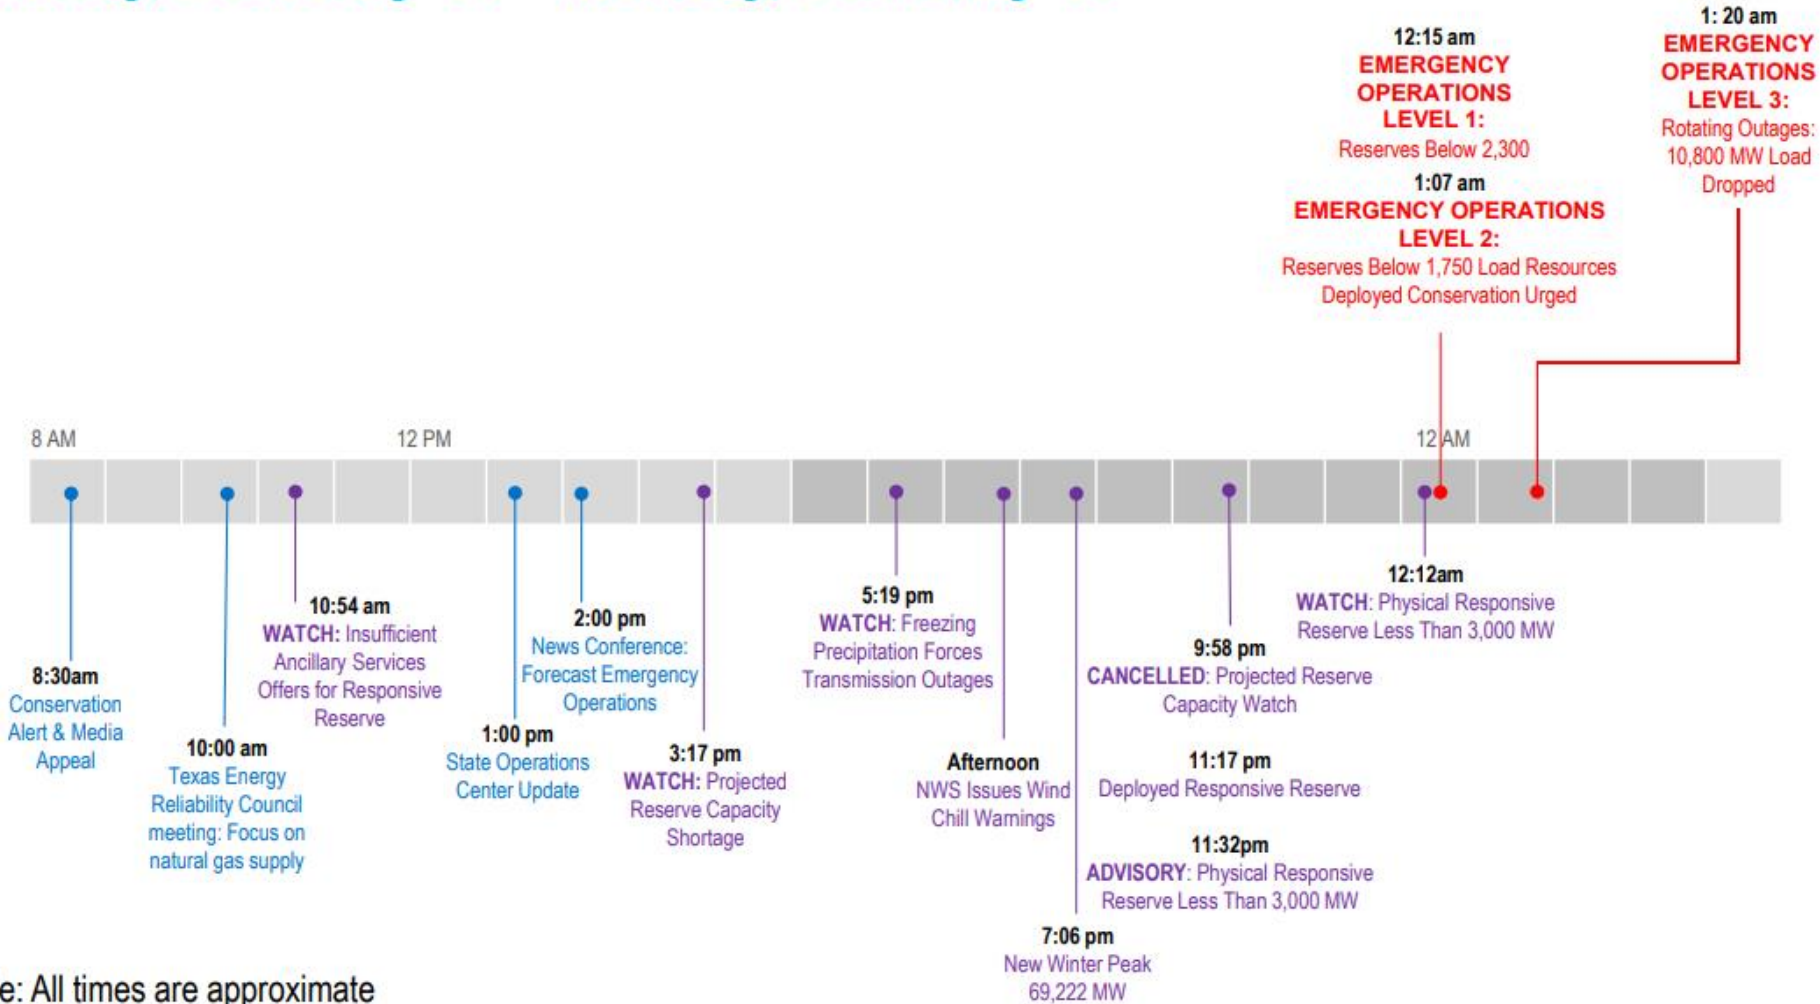 12:15 am
EMERGENCY
OPERATIONS
LEVEL 1:
Reserves Below 2,300
1:07 am
EMERGENCY OPERATIONS
LEVEL 2:
Reserves Below 1,750 Load Resources
Deployed Conservation Urged
1: 20 am
EMERGENCY
OPERATIONS
LEVEL 3:
Rotating Outages:
10,800 MW Load
Dropped
8 AM
12 PM
12 AM
8:30am
Conservation
Alert & Media
Appeal
10:00 am
Texas Energy
Reliability Council
meeting: Focus on
natural gas supply
10:54 am
WATCH: Insufficient
Ancillary Services
Offers for Responsive
Reserve
1:00 pm
State Operations
Center Update
2:00 pm
News Conference:
Forecast Emergency
Operations
3:17 pm
WATCH: Projected
Reserve Capacity
Shortage
5:19 pm
WATCH: Freezing
Precipitation Forces
Transmission Outages
Afternoon
NWS Issues Wind
Chill Warnings
7:06 pm
New Winter Peak
69,222 MW
9:58 pm
CANCELLED: Projected Reserve
Capacity Watch
11:17 pm
Deployed Responsive Reserve
11:32pm
ADVISORY: Physical Responsive
Reserve Less Than 3,000 MW
12:12am
WATCH: Physical Responsive
Reserve Less Than 3,000 MW
e: All times are approximate